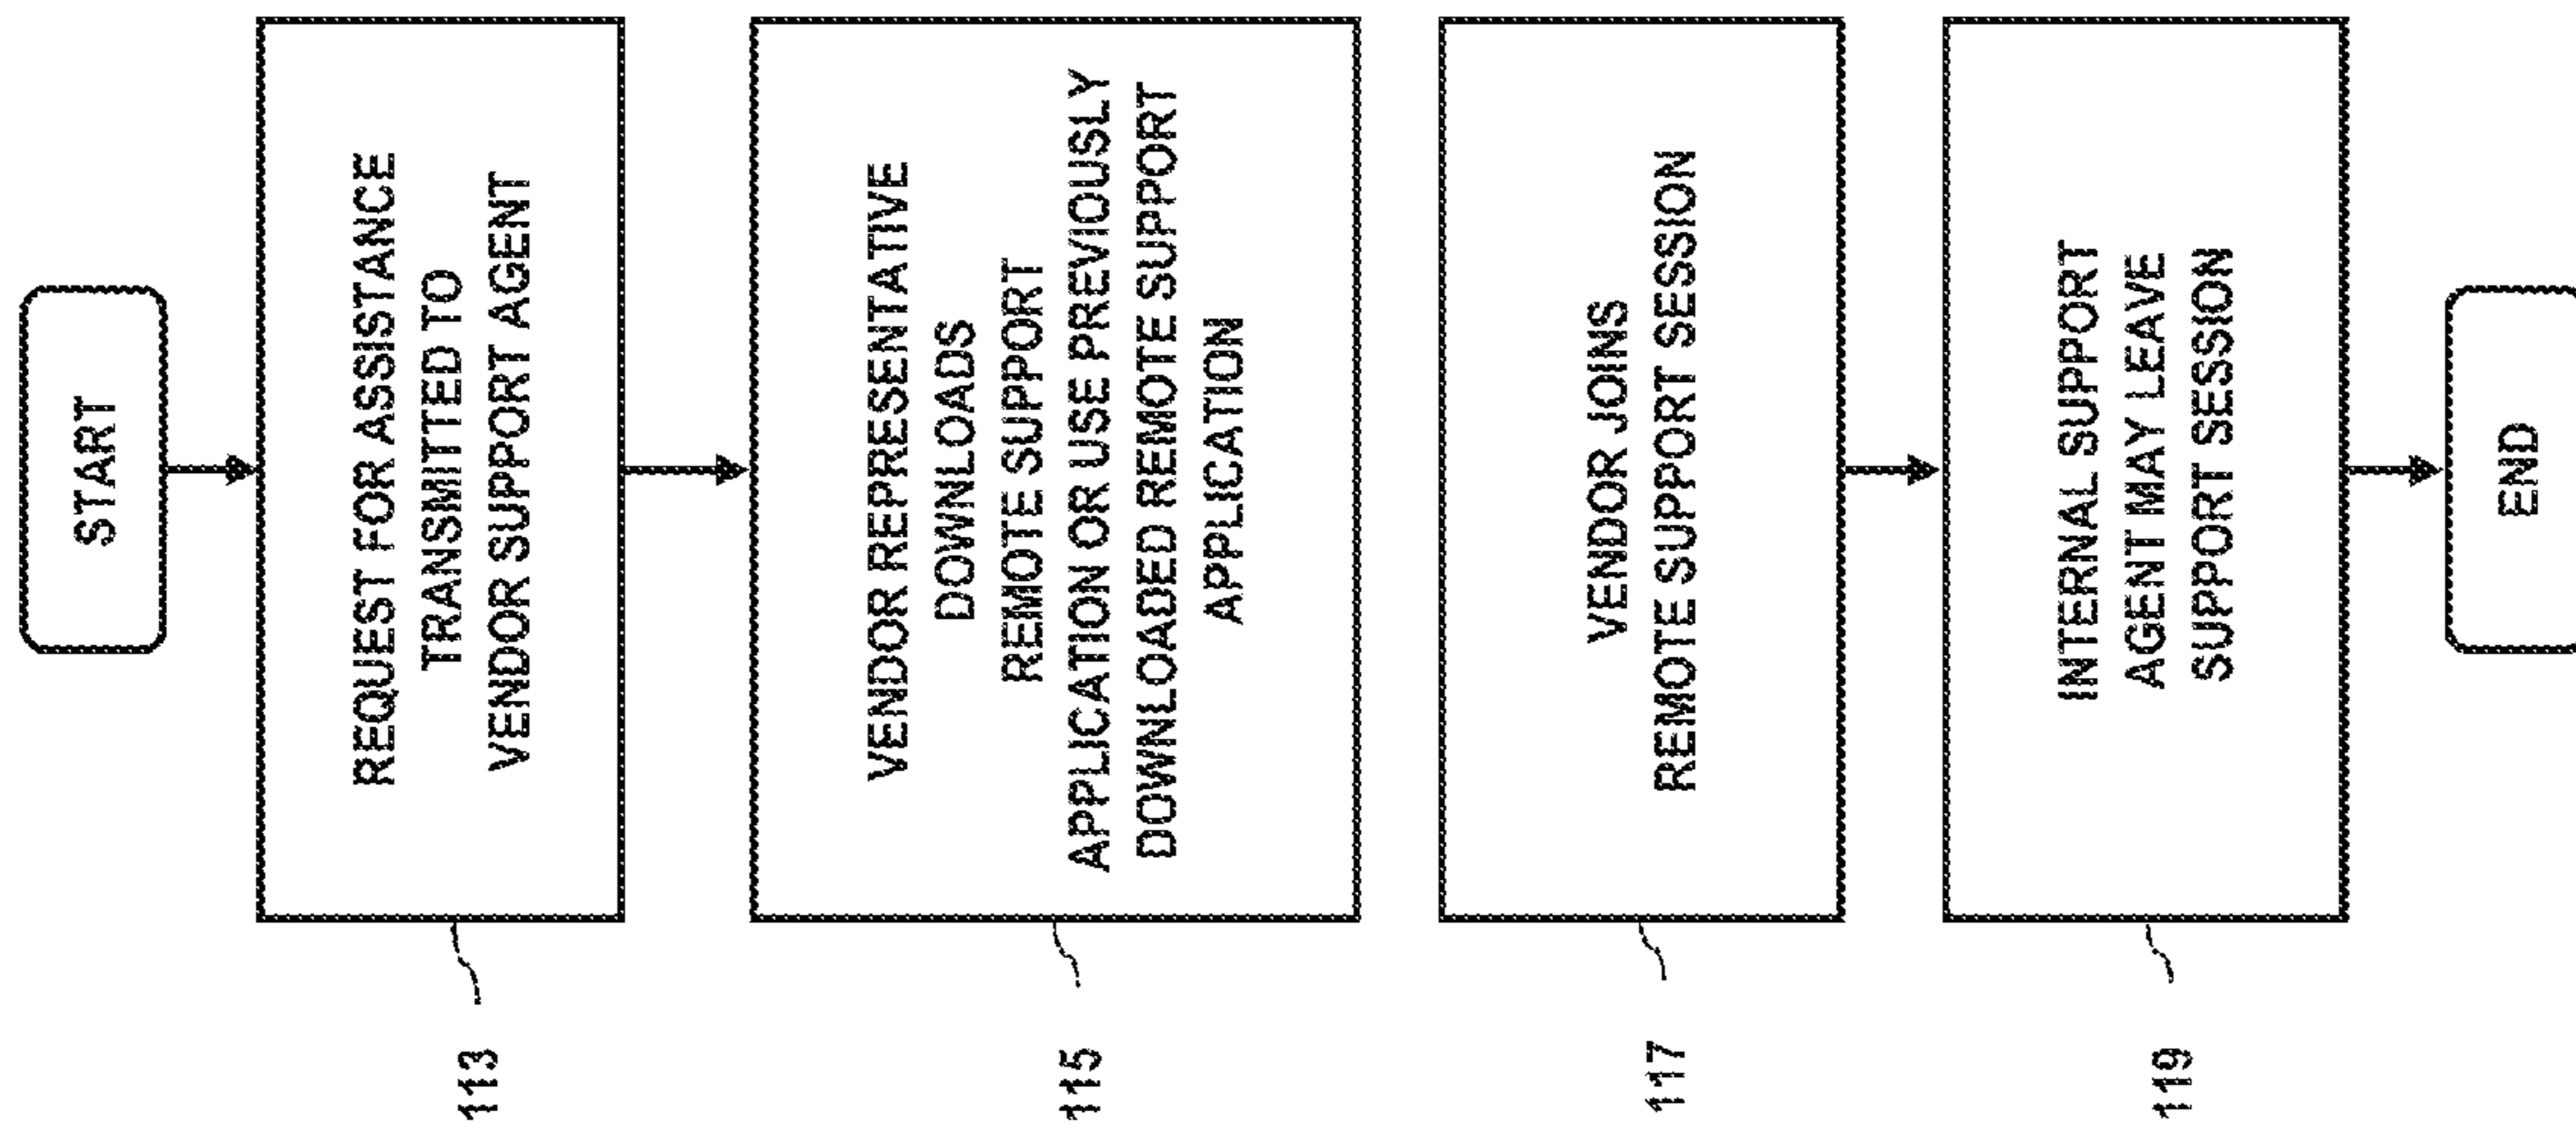 START
REQUEST FOR ASSISTANCE
TRANSMITTED TO
VENDOR SUPPORT AGENT
113
VENDOR REPRESENTATIVE
DOWNLOADS
REMOTE SUPPORT
APPLICATION OR USE PREVIOUSLY
DOWNLOADED REMOTE SUPPORT
APPLICATION
115
VENDOR JOINS
REMOTE SUPPORT SESSION
117
INTERNAL SUPPORT
AGENT MAY LEAVE
SUPPORT SESSION
119
END